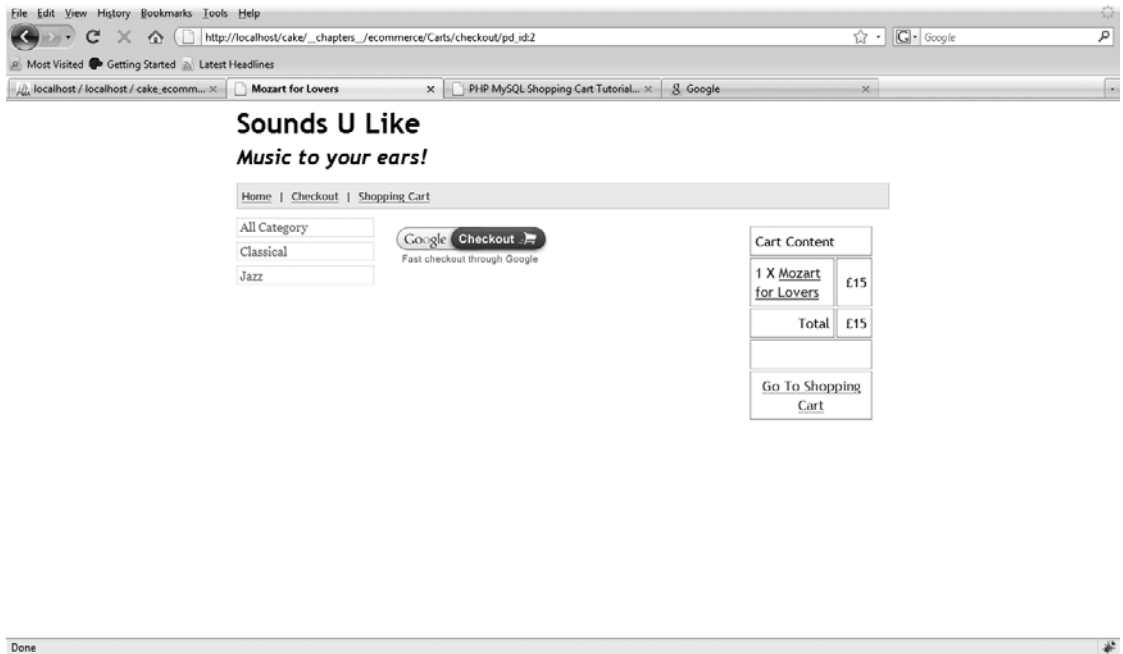 File Edit View History Bookmarks Tools Help
http://localhost/cake/_chapters_/ecommerce/Carts/checkout/pd_id:2
Google
Most Visited Getting Started Latest Headlines
localhost / localhost / cake_ecomm... Mozart for Lovers PHP MySQL Shopping Cart Tutorial... Google
Sounds U Like
Music to your ears!
Home | Checkout | Shopping Cart
All Category
Classical
Jazz
Google Checkout
Fast checkout through Google
Cart Content
1 X Mozart
for Lovers £15
Total £15
Go To Shopping
Cart
Done